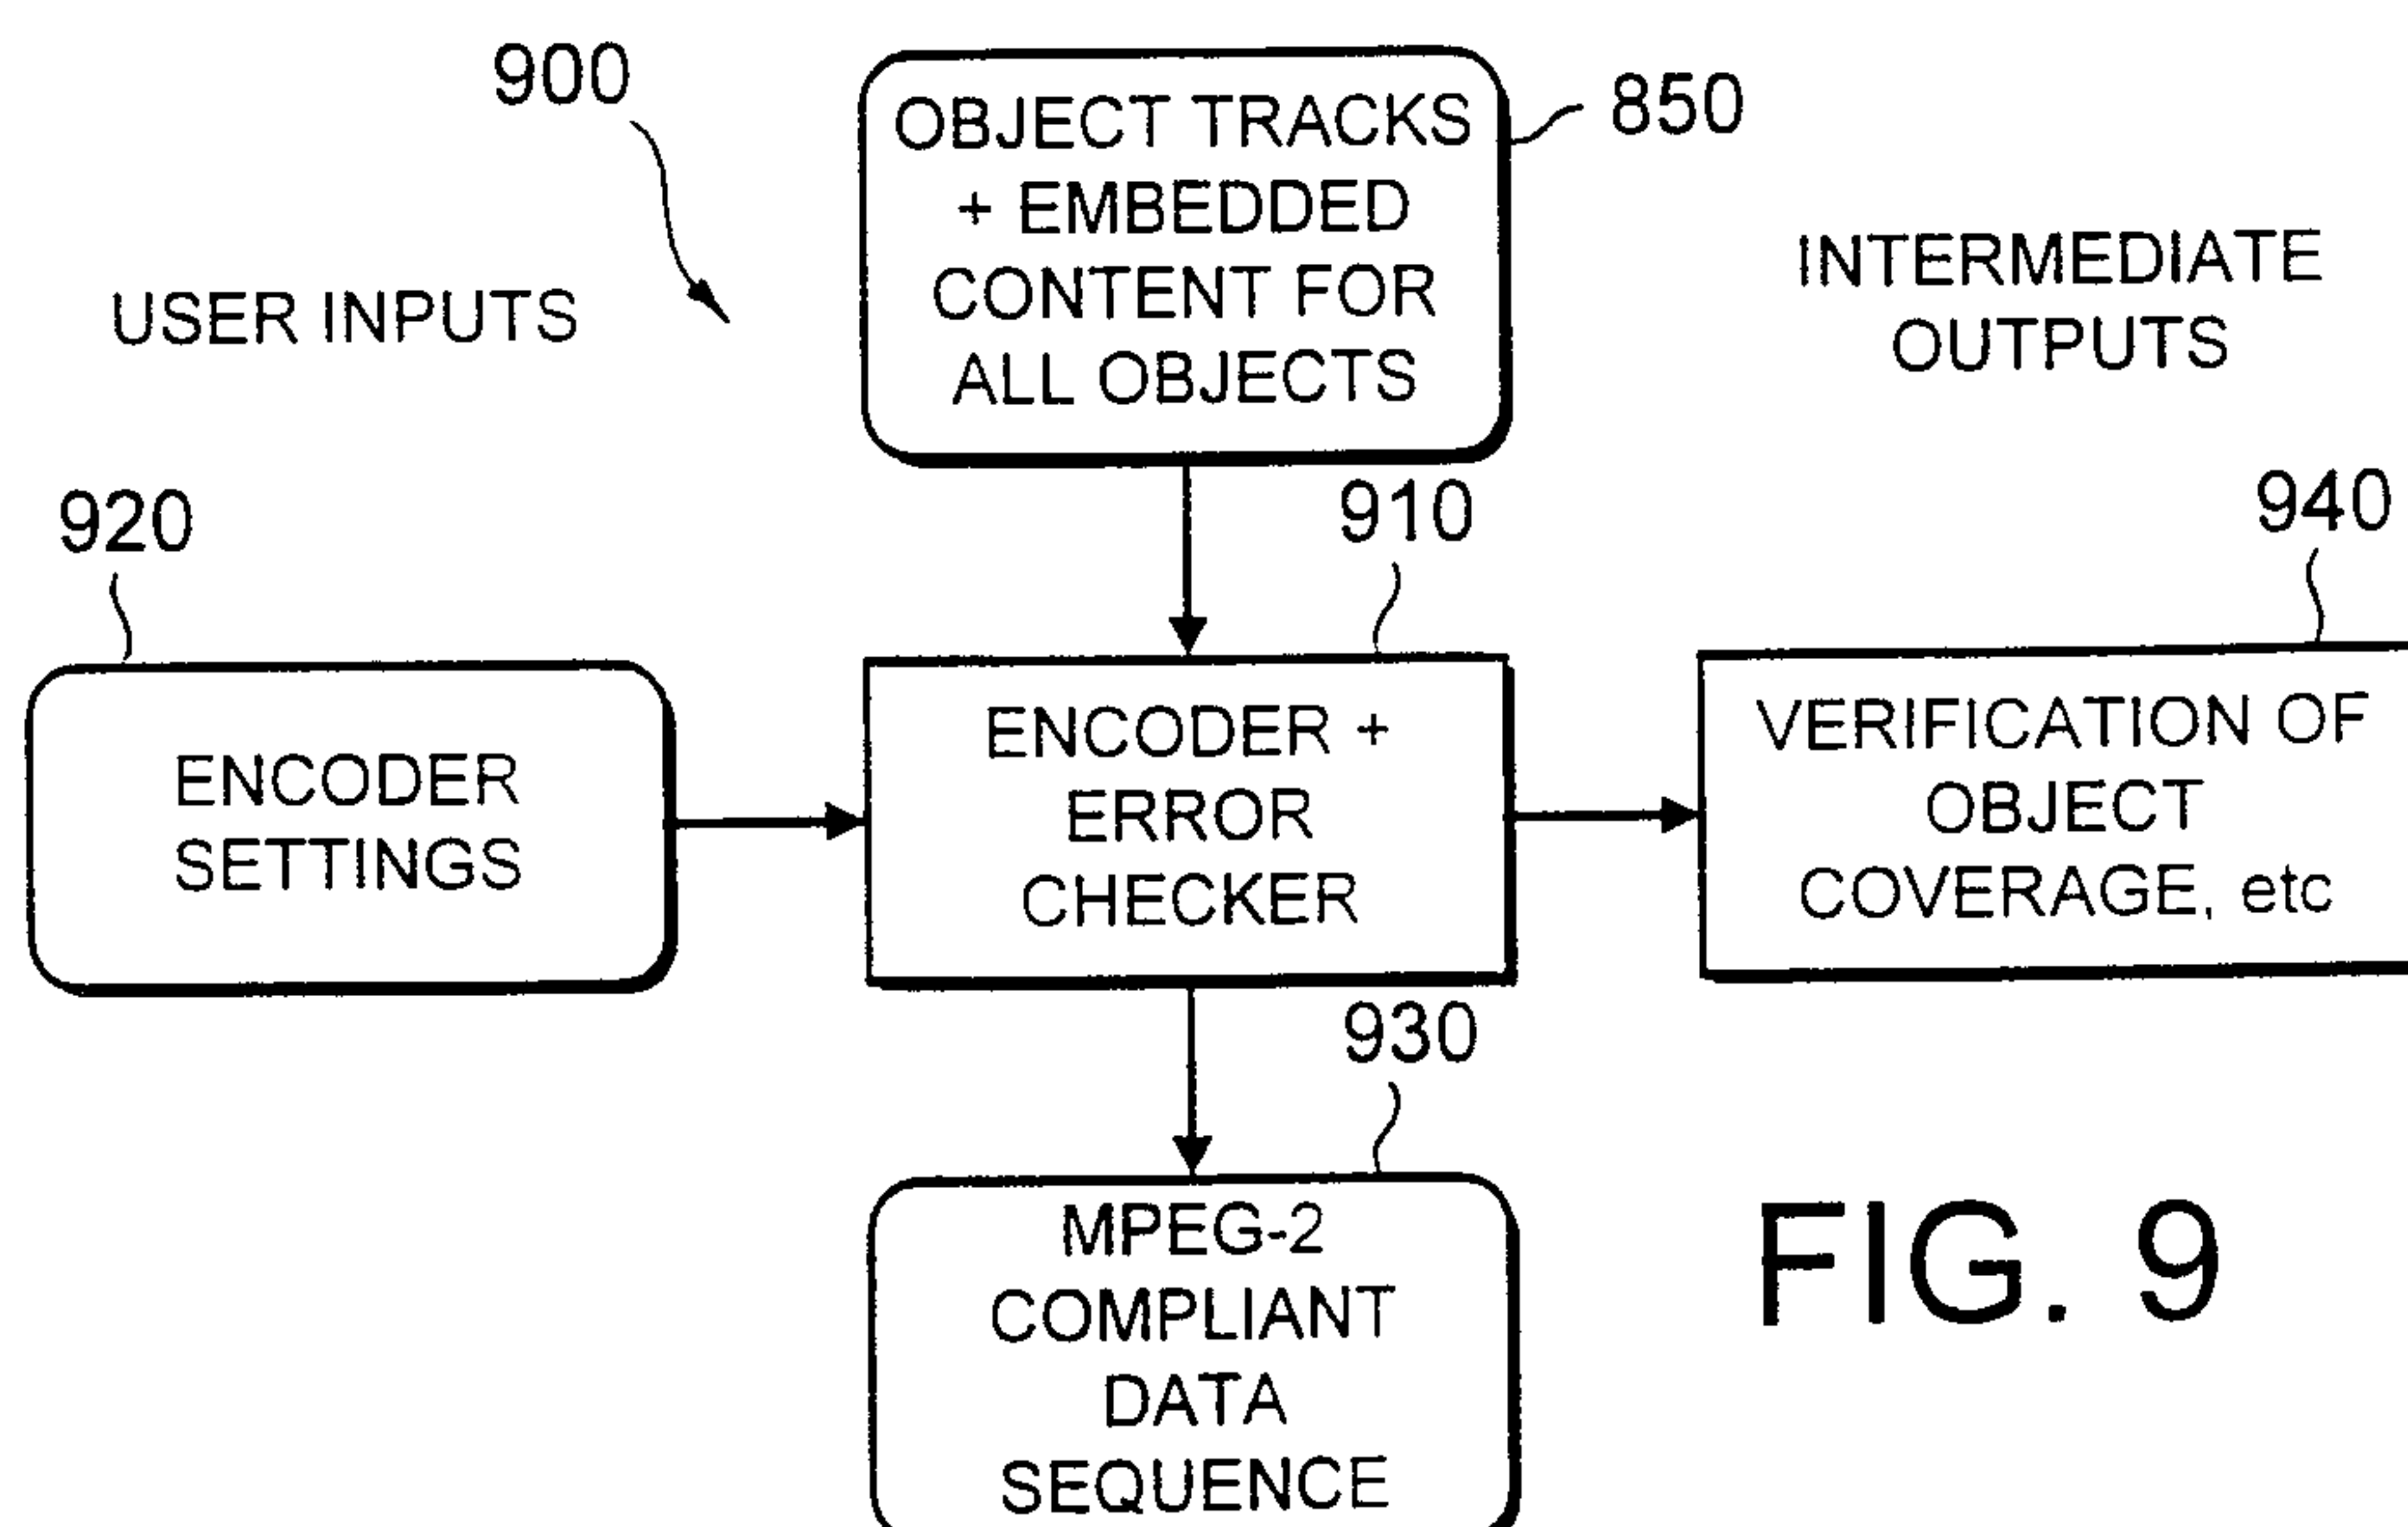 900
OBJECT TRACKS
+ EMBEDDED
CONTENT FOR
ALL OBJECTS
850
USER INPUTS
INTERMEDIATE
OUTPUTS
920
910
940
ENCODER
SETTINGS
ENCODER +
ERROR
CHECKER
VERIFICATION OF
OBJECT
COVERAGE, etc
930
MPEG-2
COMPLIANT
DATA
SEQUENCE
FIG. 9